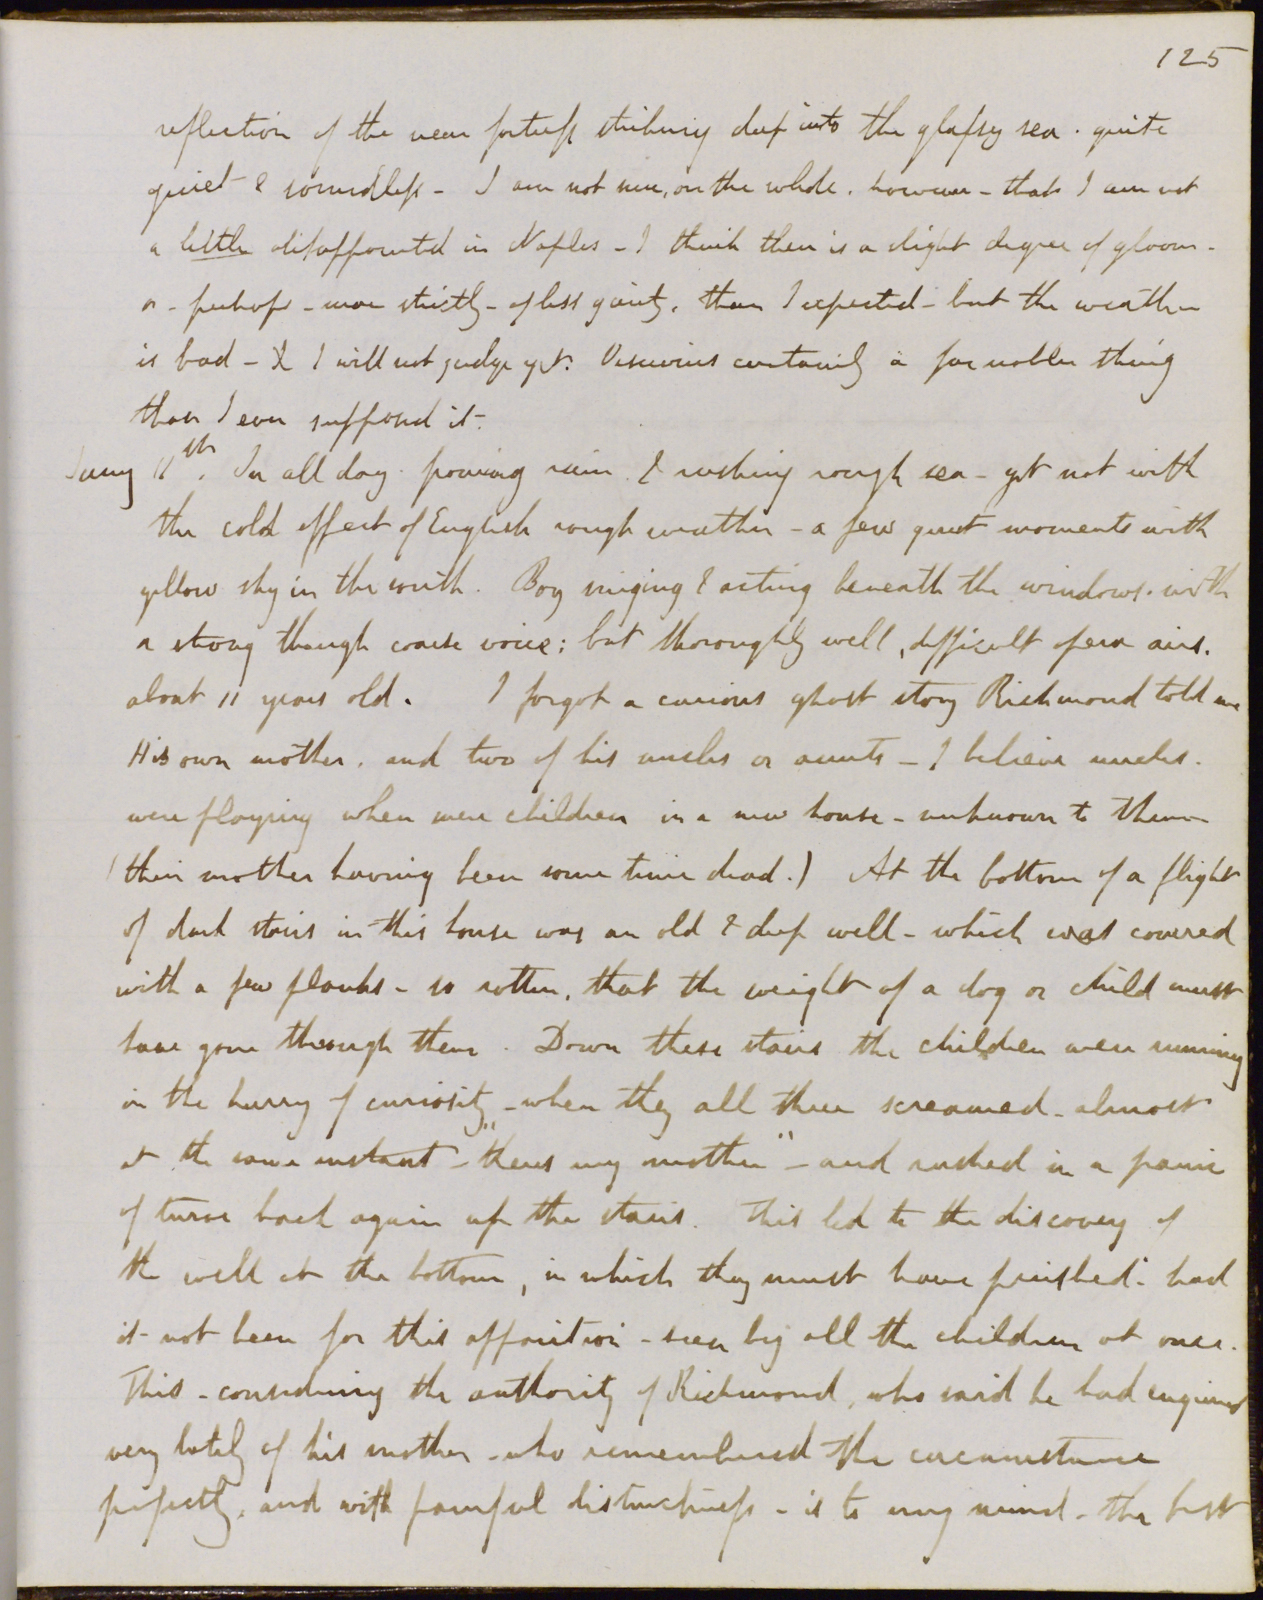 125
reflection of the near fortress striking deep into the glassy sea. quite
quiet & soundless - I am not sure, on the whole. however - that I am not
a little disappointed in Naples - I think there is a slight degree of gloom -
or - perhaps - more strictly - of less gaiety, than I expected - but the weather
is bad - & I will not judge yet. Vesuvius certainly a far nobler thing
than I ever supposed it.
11th. In all day. pouring rain & rushing rough sea - yet not with
the cold effect of English rough weather - a few quiet moments with
yellow sky in the south. Boy singing & acting beneath the windows. with
a strong though coarse voice; but thoroughly well, difficult opera airs.
about 11 years old. I forgot a curious ghost story Richmond told me
His own mother, and two of his uncles or aunts - I believe uncles.
were playing when were children in a new house - unknown to them -
(their mother having been some time dead.) At the bottom of a flight
of dark stairs in this house was an old & deep well - which was covered
with a few planks - so rotten, that the weight of a dog or child must
have gone through them. Down these stairs the children were running
in the hurry of curiosity - when they all three screamed - almost
at the same instant - "theres my mother" - and rushed in a panic
of back again up the stairs. This led to the discovery of
the well at the bottom, in which they must have perished - had
it not been for this apparition - seen by all the children at once.
This - considering the authority of Richmond, who said he had enquired
very lately of his mother - who remembered the circumstance
perfectly, and with painful distinctness - is to my mind - the best